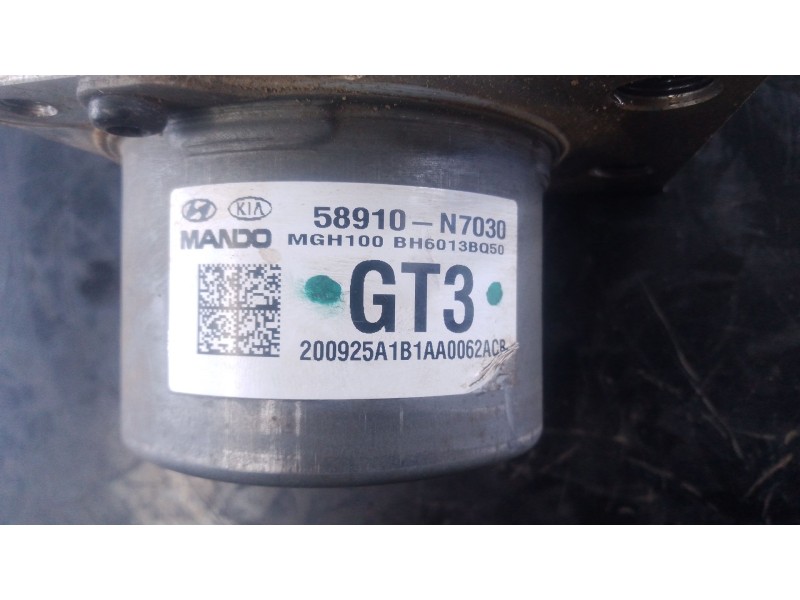 KIA 58910-N7030
MANDO MGH100 BH6013BQ50
GT3
200925A1B1AA0062ACB